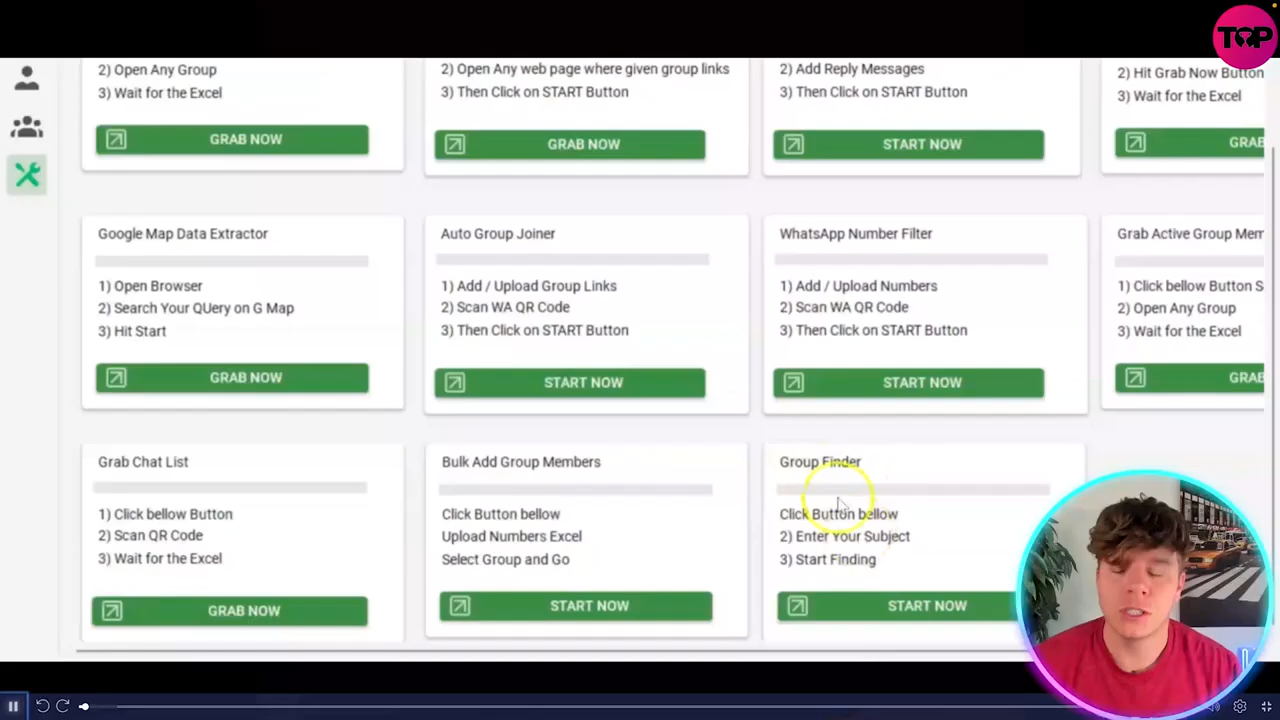 TOP
2) Open Any Group
3) Wait for the Excel
GRAB NOW
2) Open Any web page where given group links
3) Then Click on START Button
GRAB NOW
2) Add Reply Messages
3) Then Click on START Button
START NOW
2) Hit Grab Now Button
3) Wait for the Excel
GRA
Google Map Data Extractor
1) Open Browser
2) Search Your QUery on G Map
3) Hit Start
GRAB NOW
Auto Group Joiner
1) Add / Upload Group Links
2) Scan WA QR Code
3) Then Click on START Button
START NOW
WhatsApp Number Filter
1) Add / Upload Numbers
2) Scan WA QR Code
3) Then Click on START Button
START NOW
Grab Active Group Mem
1) Click bellow Button S
2) Open Any Group
3) Wait for the Excel
GRA
Grab Chat List
1) Click bellow Button
2) Scan QR Code
3) Wait for the Excel
GRAB NOW
Bulk Add Group Members
Click Button bellow
Upload Numbers Excel
Select Group and Go
START NOW
Group Finder
Click Button bellow
2) Enter Your Subject
3) Start Finding
START NOW